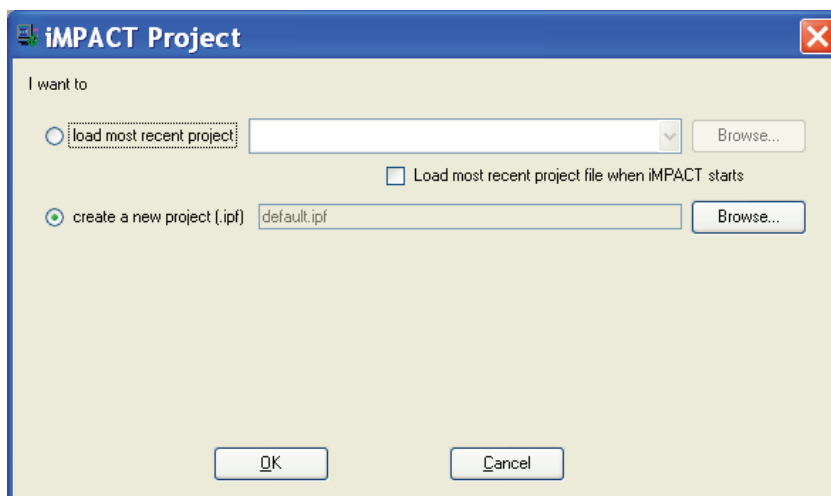 iMPACT Project
I want to
load most recent project Browse...
Load most recent project file when iMPACT starts
create a new project (.ipf) default.ipf Browse...
OK Cancel